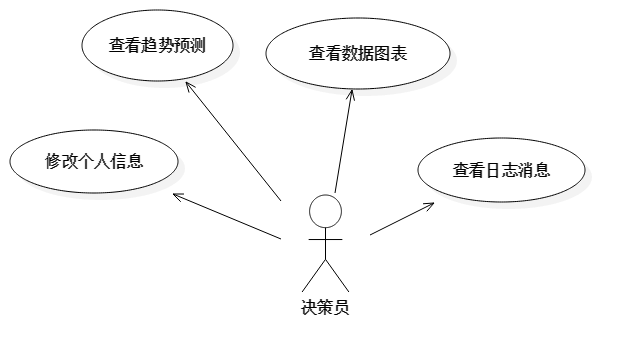 查看趋势预测
查看数据图表
修改个人信息
查看日志消息
决策员